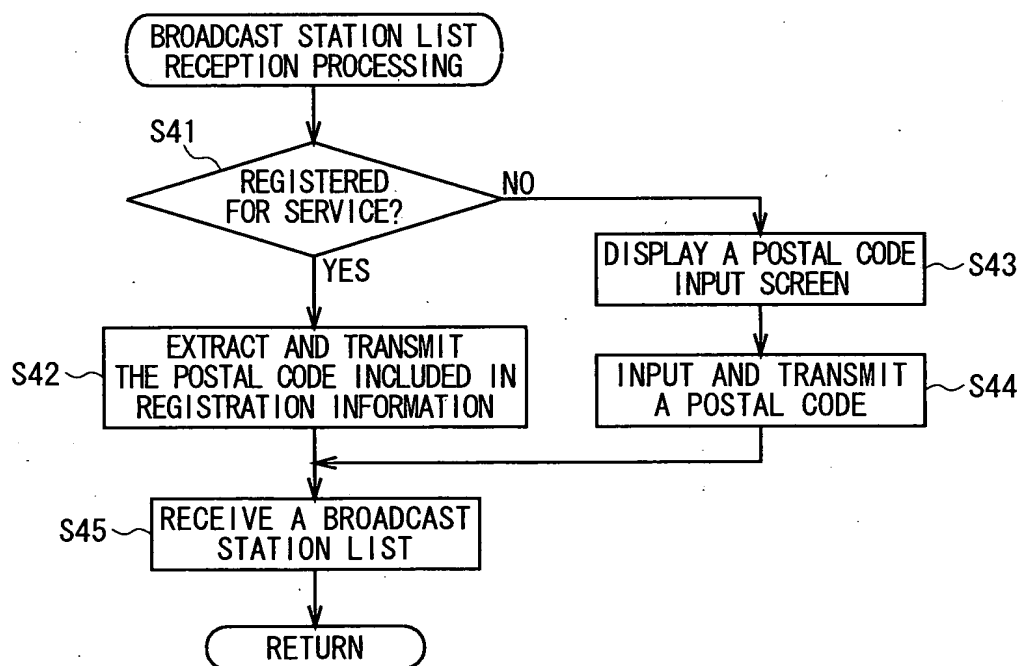 BROADCAST STATION LIST
RECEPTION PROCESSING
S41
REGISTERED
FOR SERVICE?
NO
YES
DISPLAY A POSTAL CODE
INPUT SCREEN
S43
S42
EXTRACT AND TRANSMIT
THE POSTAL CODE INCLUDED IN
REGISTRATION INFORMATION
INPUT AND TRANSMIT
A POSTAL CODE
S44
S45
RECEIVE A BROADCAST
STATION LIST
RETURN